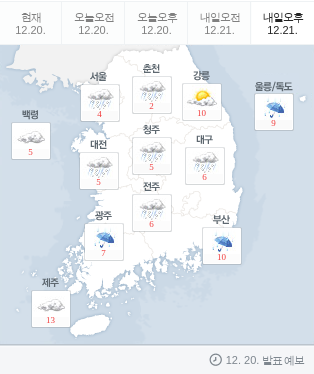 현재 오늘오전 오늘오후 내일오전 내일오후
12.20. 12.20. 12.20. 12.21. 12.21.
춘천
2
서울
4
강릉
10
울릉/독도
9
백령
5
청주
5
대전
5
대구
6
전주
6
광주
7
부산
10
제주
13
12. 20. 발표 예보